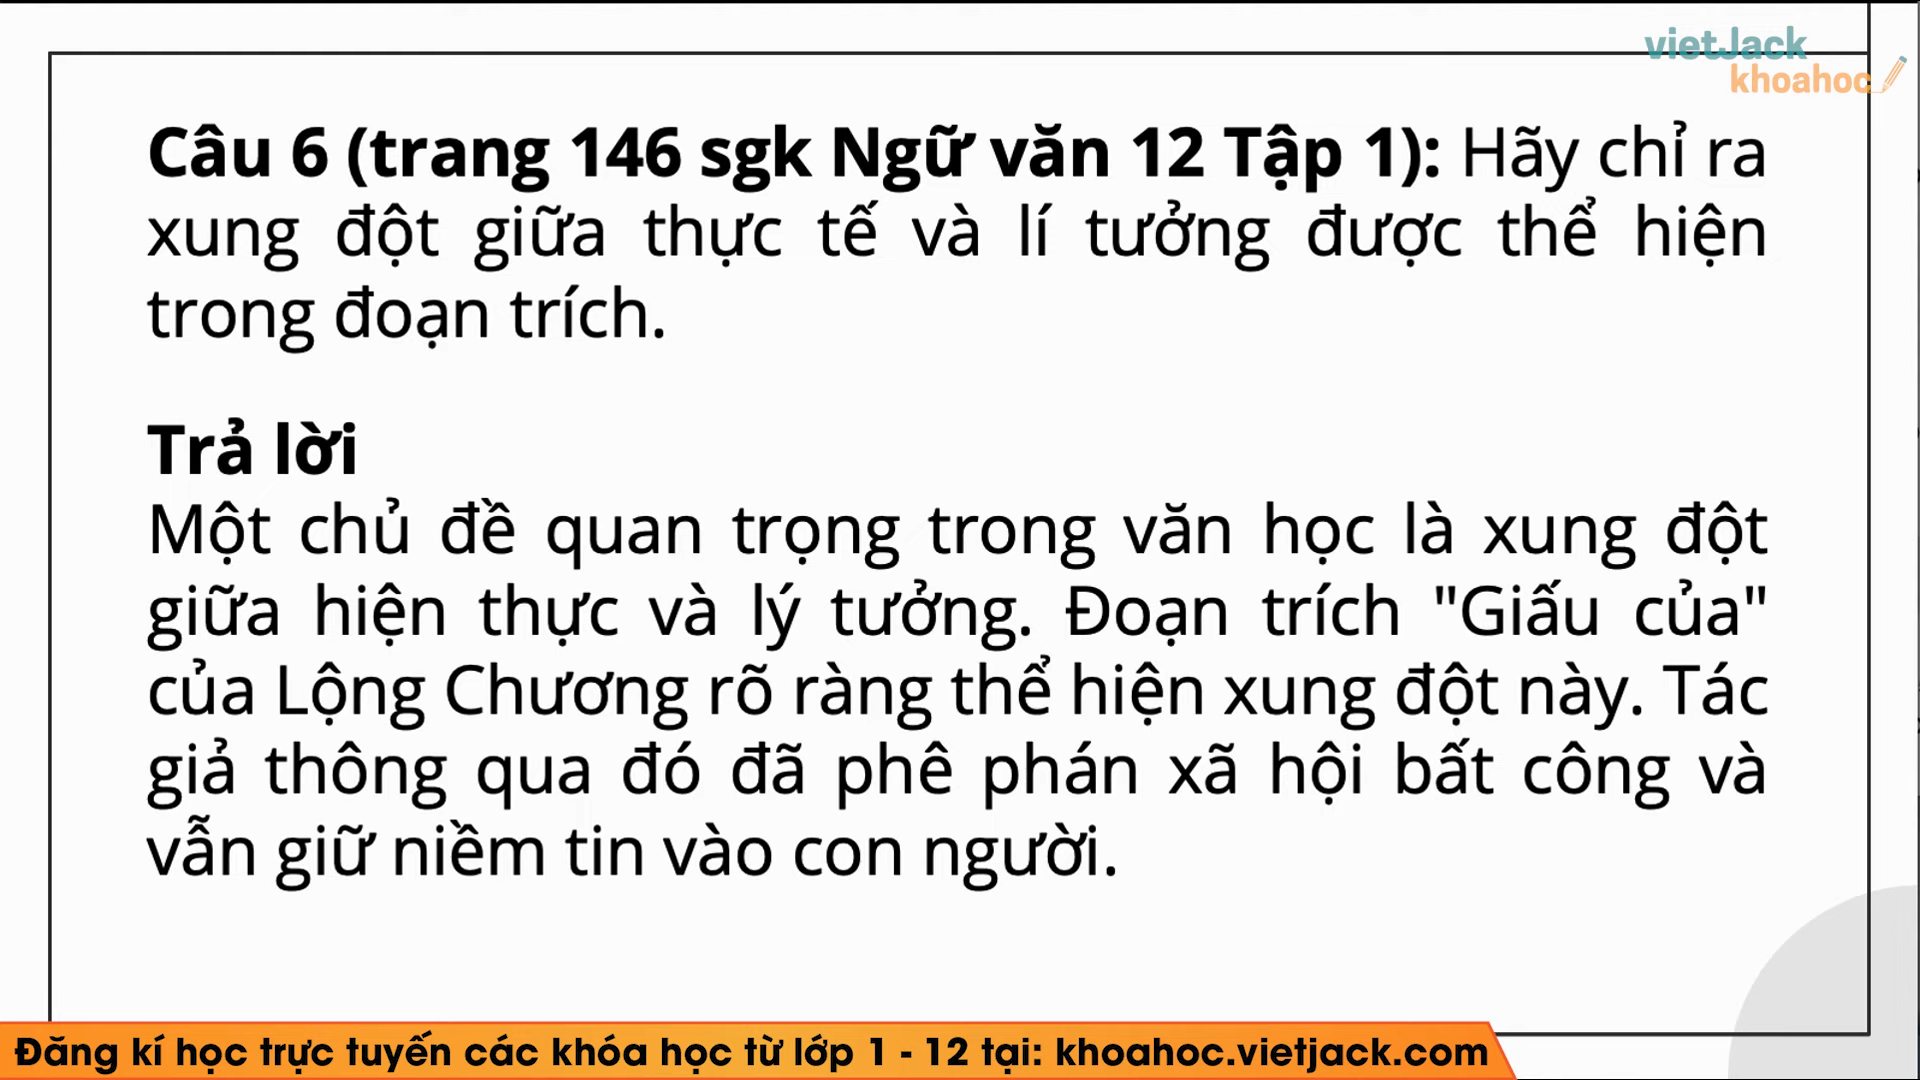 vietJack
khoahoc
Câu 6 (trang 146 sgk Ngữ văn 12 Tập 1): Hãy chỉ ra
xung đột giữa thực tế và lí tưởng được thể hiện
trong đoạn trích.
Trả lời
Một chủ đề quan trọng trong văn học là xung đột
giữa hiện thực và lý tưởng. Đoạn trích "Giấu của"
của Lộng Chương rõ ràng thể hiện xung đột này. Tác
giả thông qua đó đã phê phán xã hội bất công và
vẫn giữ niềm tin vào con người.
Đăng kí học trực tuyến các khóa học từ lớp 1 - 12 tại: khoahoc.vietjack.com